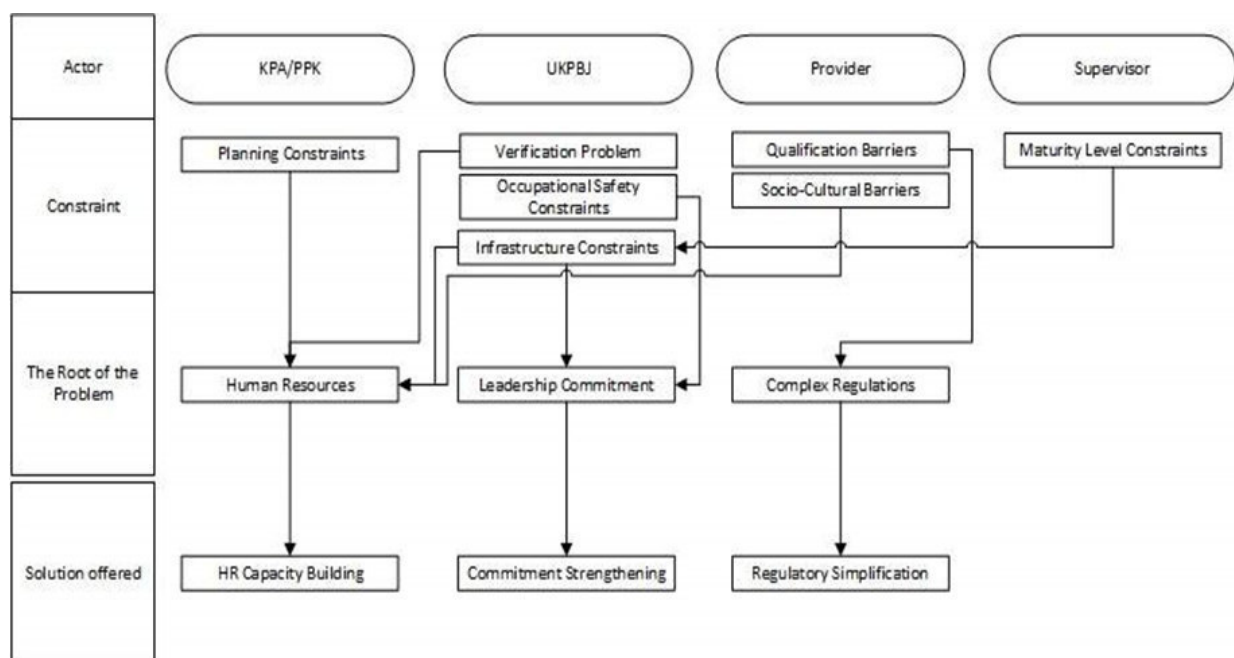 Actor
KPA/PPK
UKPBJ
Provider
Supervisor
Constraint
Planning Constraints
Verification Problem
Qualification Barriers
Maturity Level Constraints
Occupational Safety
Constraints
Socio-Cultural Barriers
Infrastructure Constraints
The Root of the
Problem
Human Resources
Leadership Commitment
Complex Regulations
Solution offered
HR Capacity Building
Commitment Strengthening
Regulatory Simplification